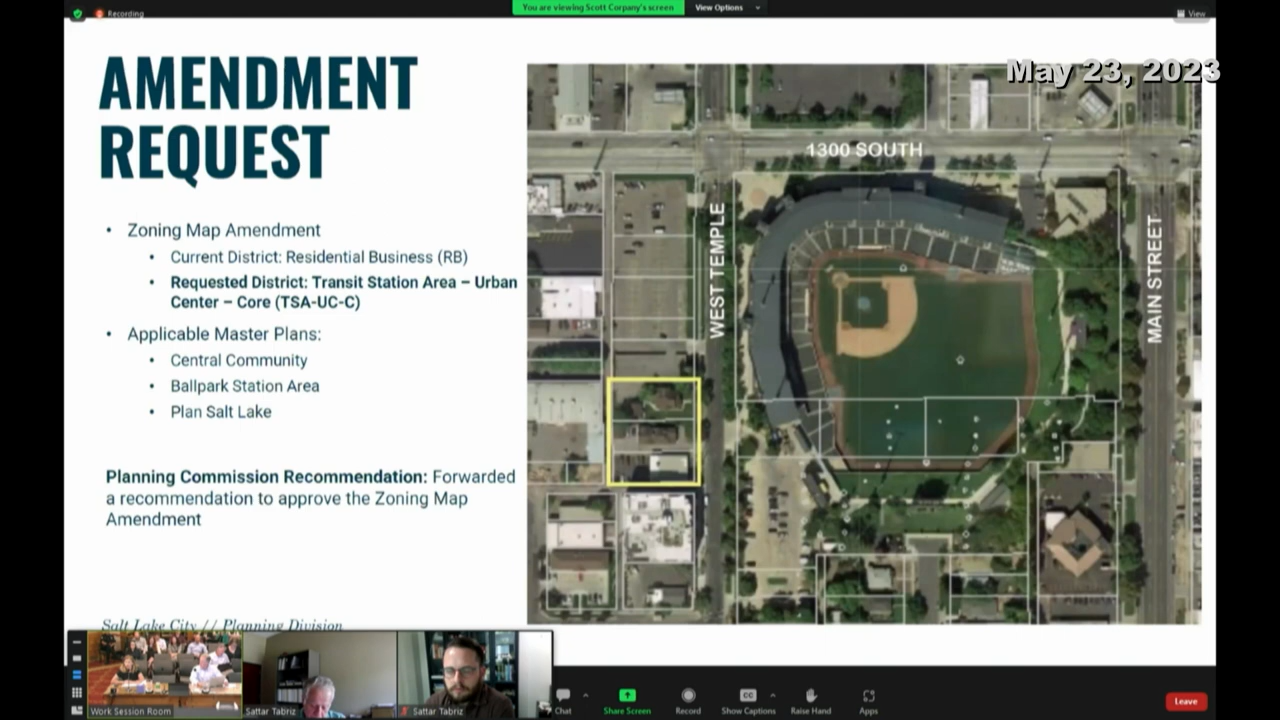 Recording
You are viewing Scott Corpany's screen
View Options
View
May 23, 2023
AMENDMENT
REQUEST
• Zoning Map Amendment
• Current District: Residential Business (RB)
• Requested District: Transit Station Area – Urban
Center – Core (TSA-UC-C)
• Applicable Master Plans:
• Central Community
• Ballpark Station Area
• Plan Salt Lake
Planning Commission Recommendation: Forwarded
a recommendation to approve the Zoning Map
Amendment
Salt Lake City // Planning Division
1300 SOUTH
WEST TEMPLE
MAIN STREET
Work Session Room
Sattar Tabriz
Sattar Tabriz
Chat
Share Screen
Record
CC
Show Captions
Raise Hand
Apps
Leave